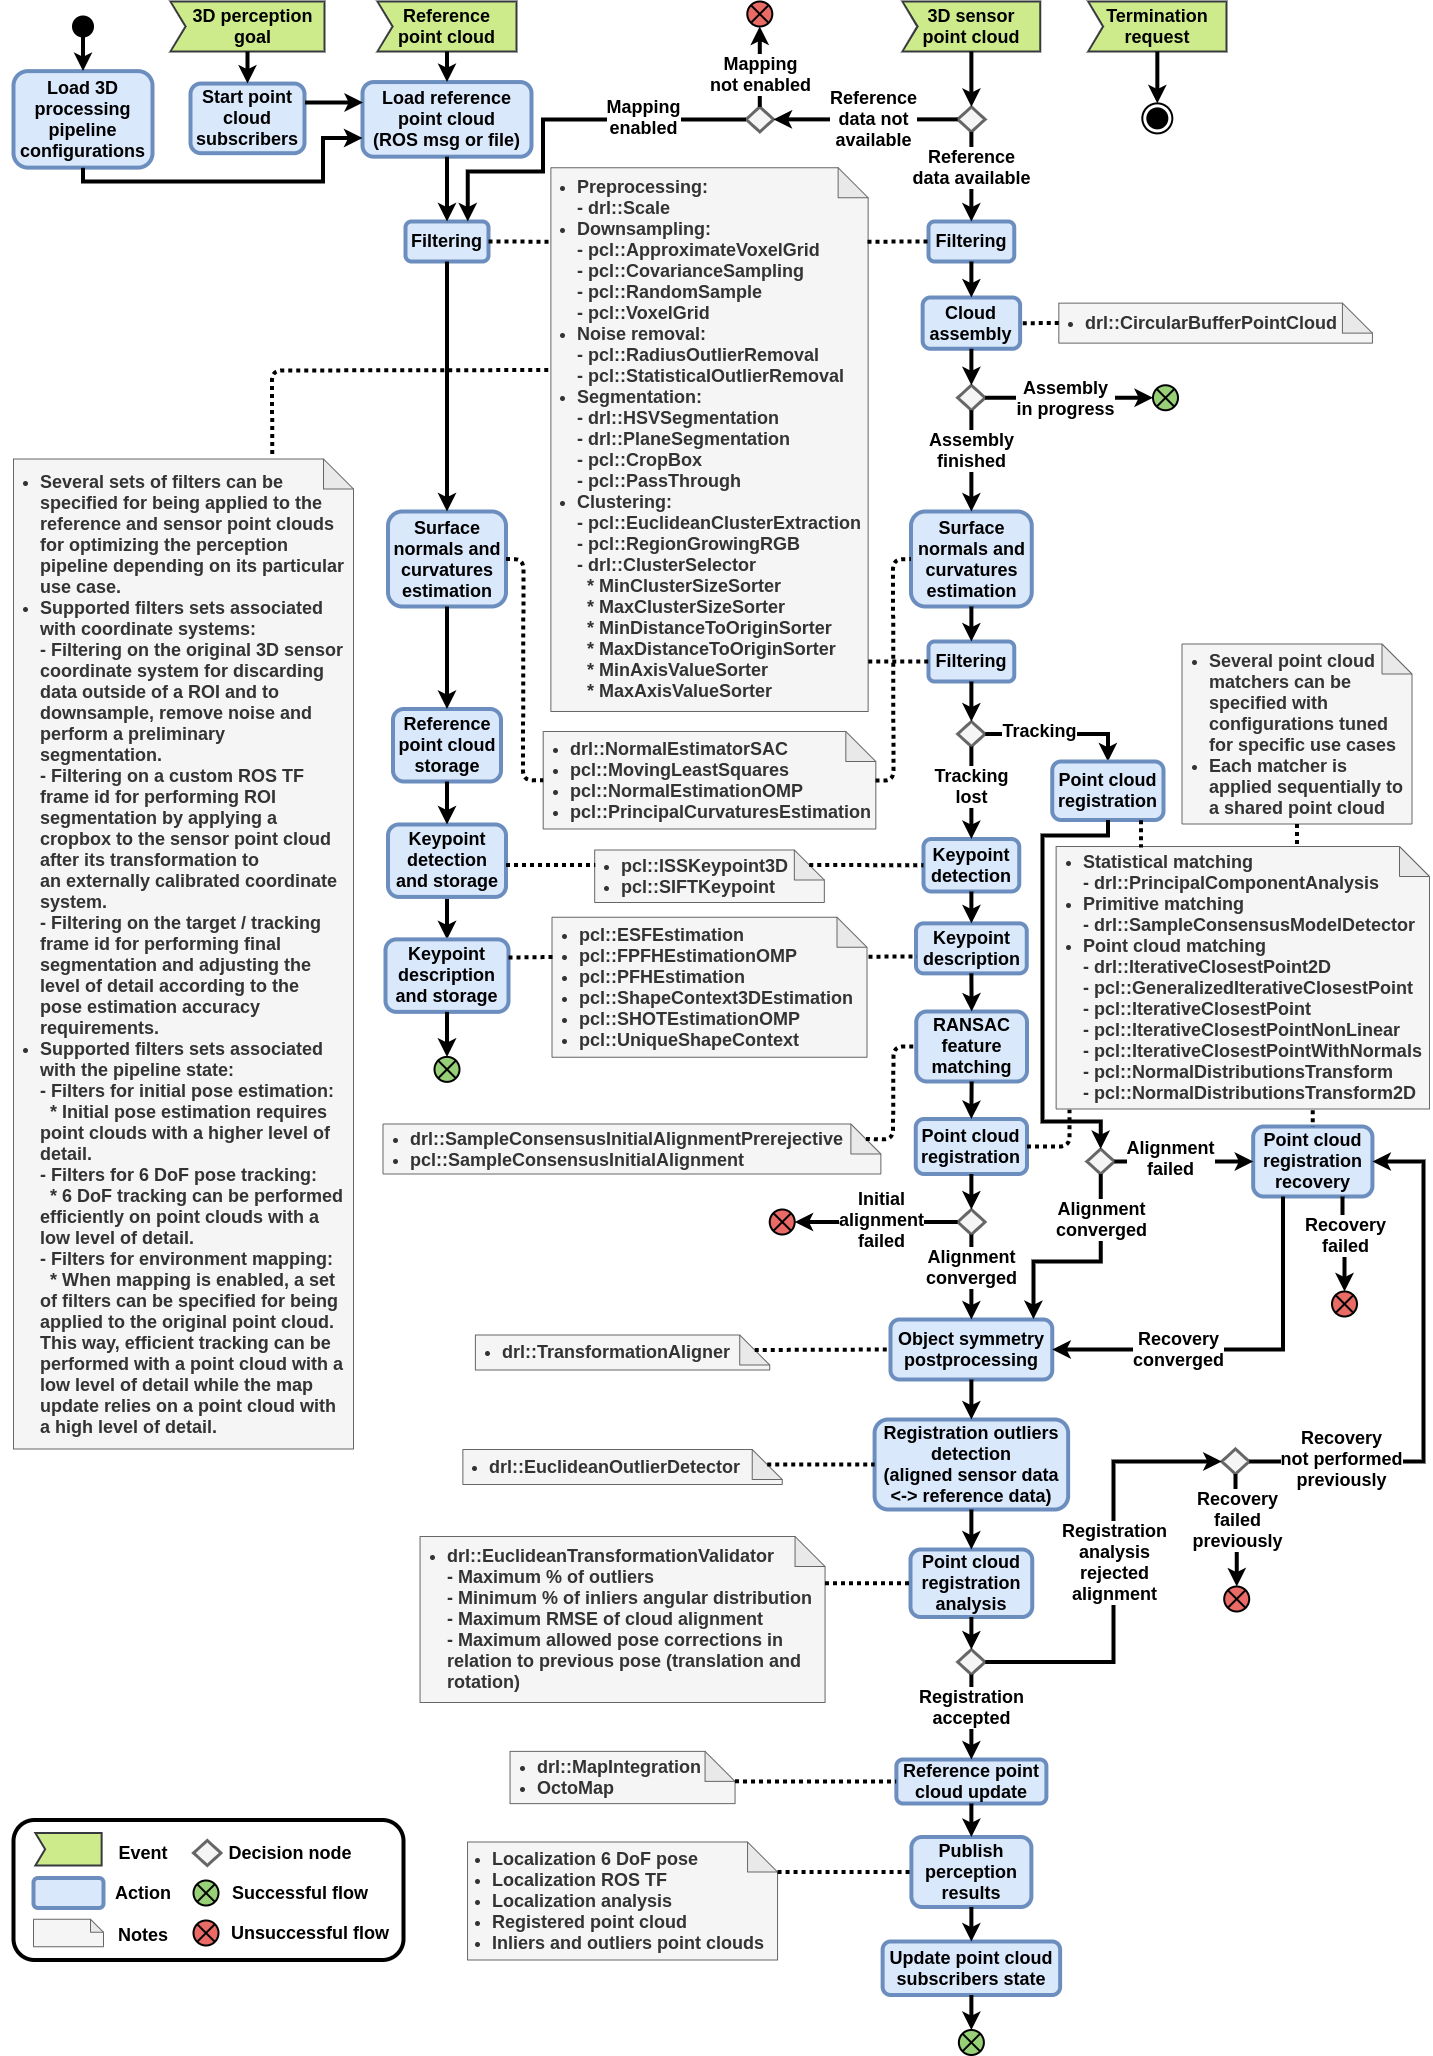 3D perception
goal
Reference
point cloud
3D sensor
point cloud
Termination
request
Load 3D
processing
pipeline
configurations
Start point
cloud
subscribers
Load reference
point cloud
(ROS msg or file)
Mapping
enabled
Mapping
not enabled
Reference
data not
available
Reference
data available
Filtering
Preprocessing:
- drl::Scale
Downsampling:
- pcl::ApproximateVoxelGrid
- pcl::CovarianceSampling
- pcl::RandomSample
- pcl::VoxelGrid
Noise removal:
- pcl::RadiusOutlierRemoval
- pcl::StatisticalOutlierRemoval
Segmentation:
- drl::HSVSegmentation
- drl::PlaneSegmentation
- pcl::CropBox
- pcl::PassThrough
Clustering:
- pcl::EuclideanClusterExtraction
- pcl::RegionGrowingRGB
- drl::ClusterSelector
* MinClusterSizeSorter
* MaxClusterSizeSorter
* MinDistanceToOriginSorter
* MaxDistanceToOriginSorter
* MinAxisValueSorter
* MaxAxisValueSorter
Filtering
Cloud
assembly
drl::CircularBufferPointCloud
Assembly
in progress
Assembly
finished
Several sets of filters can be
specified for being applied to the
reference and sensor point clouds
for optimizing the perception
pipeline depending on its particular
use case.
Supported filters sets associated
with coordinate systems:
- Filtering on the original 3D sensor
coordinate system for discarding
data outside of a ROI and to
downsample, remove noise and
perform a preliminary
segmentation.
- Filtering on a custom ROS TF
frame id for performing ROI
segmentation by applying a
cropbox to the sensor point cloud
after its transformation to
an externally calibrated coordinate
system.
- Filtering on the target / tracking
frame id for performing final
segmentation and adjusting the
level of detail according to the
pose estimation accuracy
requirements.
Supported filters sets associated
with the pipeline state:
- Filters for initial pose estimation:
* Initial pose estimation requires
point clouds with a higher level of
detail.
- Filters for 6 DoF pose tracking:
* 6 DoF tracking can be performed
efficiently on point clouds with a
low level of detail.
- Filters for environment mapping:
* When mapping is enabled, a set
of filters can be specified for being
applied to the original point cloud.
This way, efficient tracking can be
performed with a point cloud with a
low level of detail while the map
update relies on a point cloud with
a high level of detail.
Surface
normals and
curvatures
estimation
Surface
normals and
curvatures
estimation
Filtering
Reference
point cloud
storage
drl::NormalEstimatorSAC
pcl::MovingLeastSquares
pcl::NormalEstimationOMP
pcl::PrincipalCurvaturesEstimation
Tracking
Tracking
lost
Point cloud
registration
Several point cloud
matchers can be
specified with
configurations tuned
for specific use cases
Each matcher is
applied sequentially to
a shared point cloud
Keypoint
detection
and storage
pcl::ISSKeypoint3D
pcl::SIFTKeypoint
Keypoint
detection
Statistical matching
- drl::PrincipalComponentAnalysis
Primitive matching
- drl::SampleConsensusModelDetector
Point cloud matching
- drl::IterativeClosestPoint2D
- pcl::GeneralizedIterativeClosestPoint
- pcl::IterativeClosestPoint
- pcl::IterativeClosestPointNonLinear
- pcl::IterativeClosestPointWithNormals
- pcl::NormalDistributionsTransform
- pcl::NormalDistributionsTransform2D
Keypoint
description
and storage
pcl::ESFEstimation
pcl::FPFHEstimationOMP
pcl::PFHEstimation
pcl::ShapeContext3DEstimation
pcl::SHOTEstimationOMP
pcl::UniqueShapeContext
Keypoint
description
RANSAC
feature
matching
drl::SampleConsensusInitialAlignmentPrerejective
pcl::SampleConsensusInitialAlignment
Point cloud
registration
Alignment
failed
Point cloud
registration
recovery
Initial
alignment
failed
Alignment
converged
Alignment
converged
Recovery
failed
drl::TransformationAligner
Object symmetry
postprocessing
Recovery
converged
drl::EuclideanOutlierDetector
Registration outliers
detection
(aligned sensor data
<-> reference data)
Recovery
not performed
previously
Recovery
failed
previously
Registration
analysis
rejected
alignment
drl::EuclideanTransformationValidator
- Maximum % of outliers
- Minimum % of inliers angular distribution
- Maximum RMSE of cloud alignment
- Maximum allowed pose corrections in
relation to previous pose (translation and
rotation)
Point cloud
registration
analysis
Registration
accepted
drl::MapIntegration
OctoMap
Reference point
cloud update
Localization 6 DoF pose
Localization ROS TF
Localization analysis
Registered point cloud
Inliers and outliers point clouds
Publish
perception
results
Update point cloud
subscribers state
Event
Decision node
Action
Successful flow
Notes
Unsuccessful flow